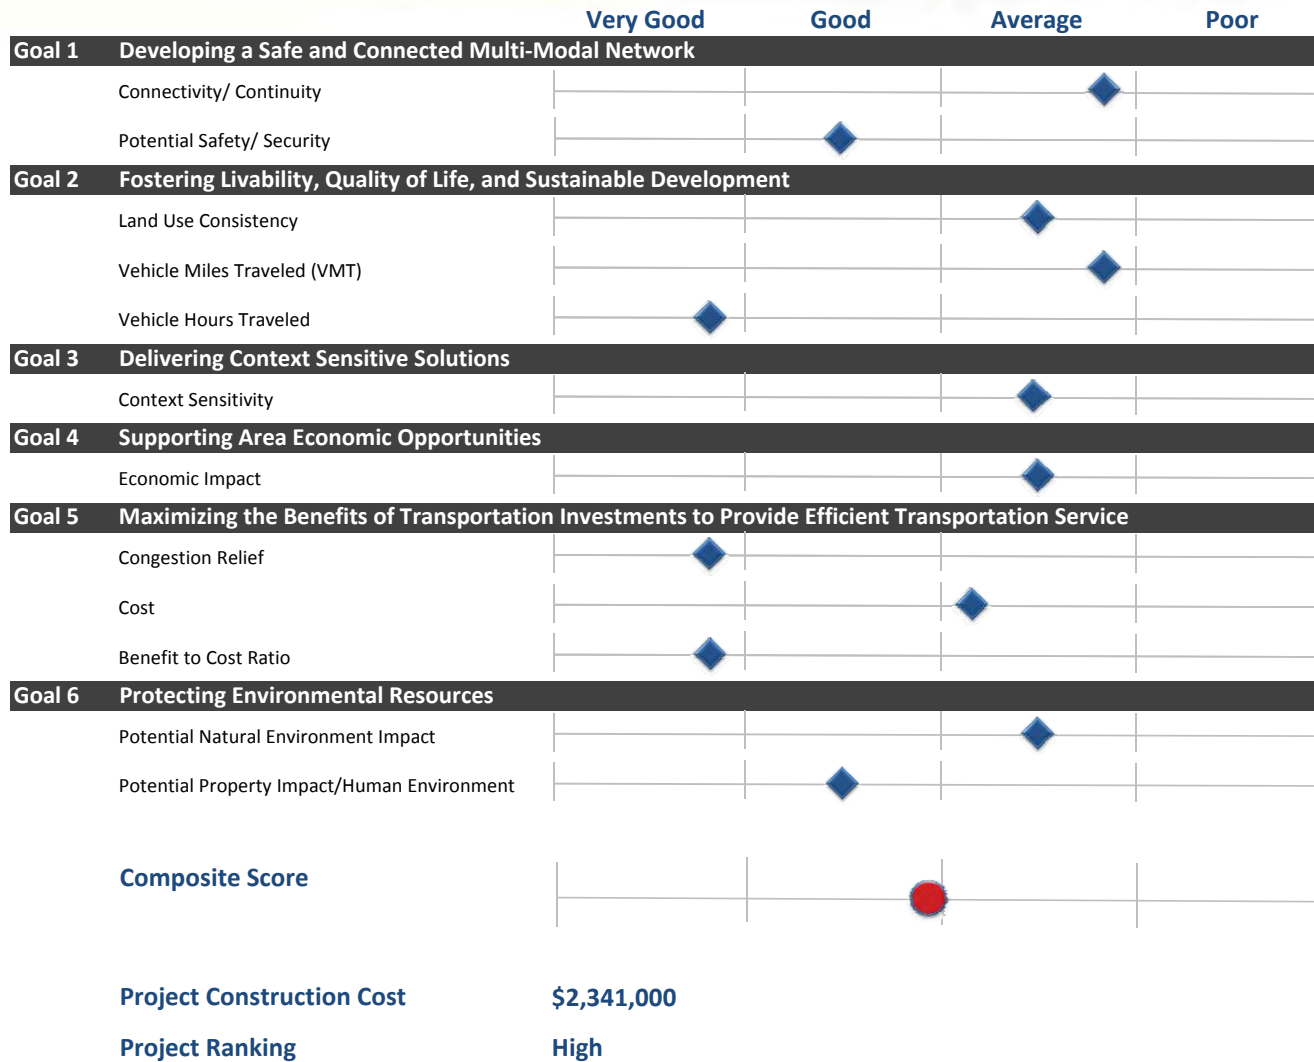 Very Good Good Average Poor
Goal 1 Developing a Safe and Connected Multi-Modal Network
Connectivity/ Continuity
Potential Safety/ Security
Goal 2 Fostering Livability, Quality of Life, and Sustainable Development
Land Use Consistency
Vehicle Miles Traveled (VMT)
Vehicle Hours Traveled
Goal 3 Delivering Context Sensitive Solutions
Context Sensitivity
Goal 4 Supporting Area Economic Opportunities
Economic Impact
Goal 5 Maximizing the Benefits of Transportation Investments to Provide Efficient Transportation Service
Congestion Relief
Cost
Benefit to Cost Ratio
Goal 6 Protecting Environmental Resources
Potential Natural Environment Impact
Potential Property Impact/Human Environment
Composite Score
Project Construction Cost $2,341,000
Project Ranking High